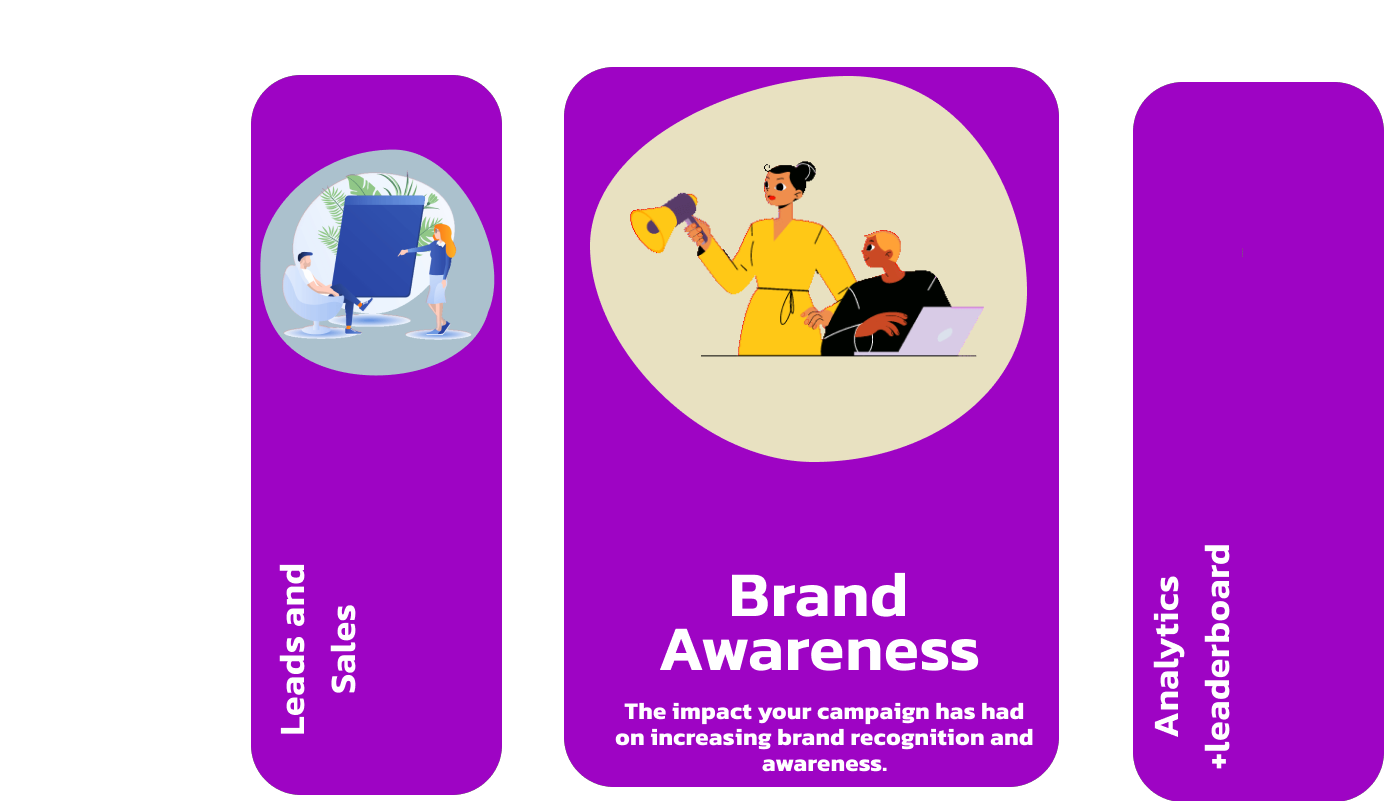 Leads and
Sales
Brand
Awareness
The impact your campaign has had
on increasing brand recognition and
awareness.
Analytics
+leaderboard